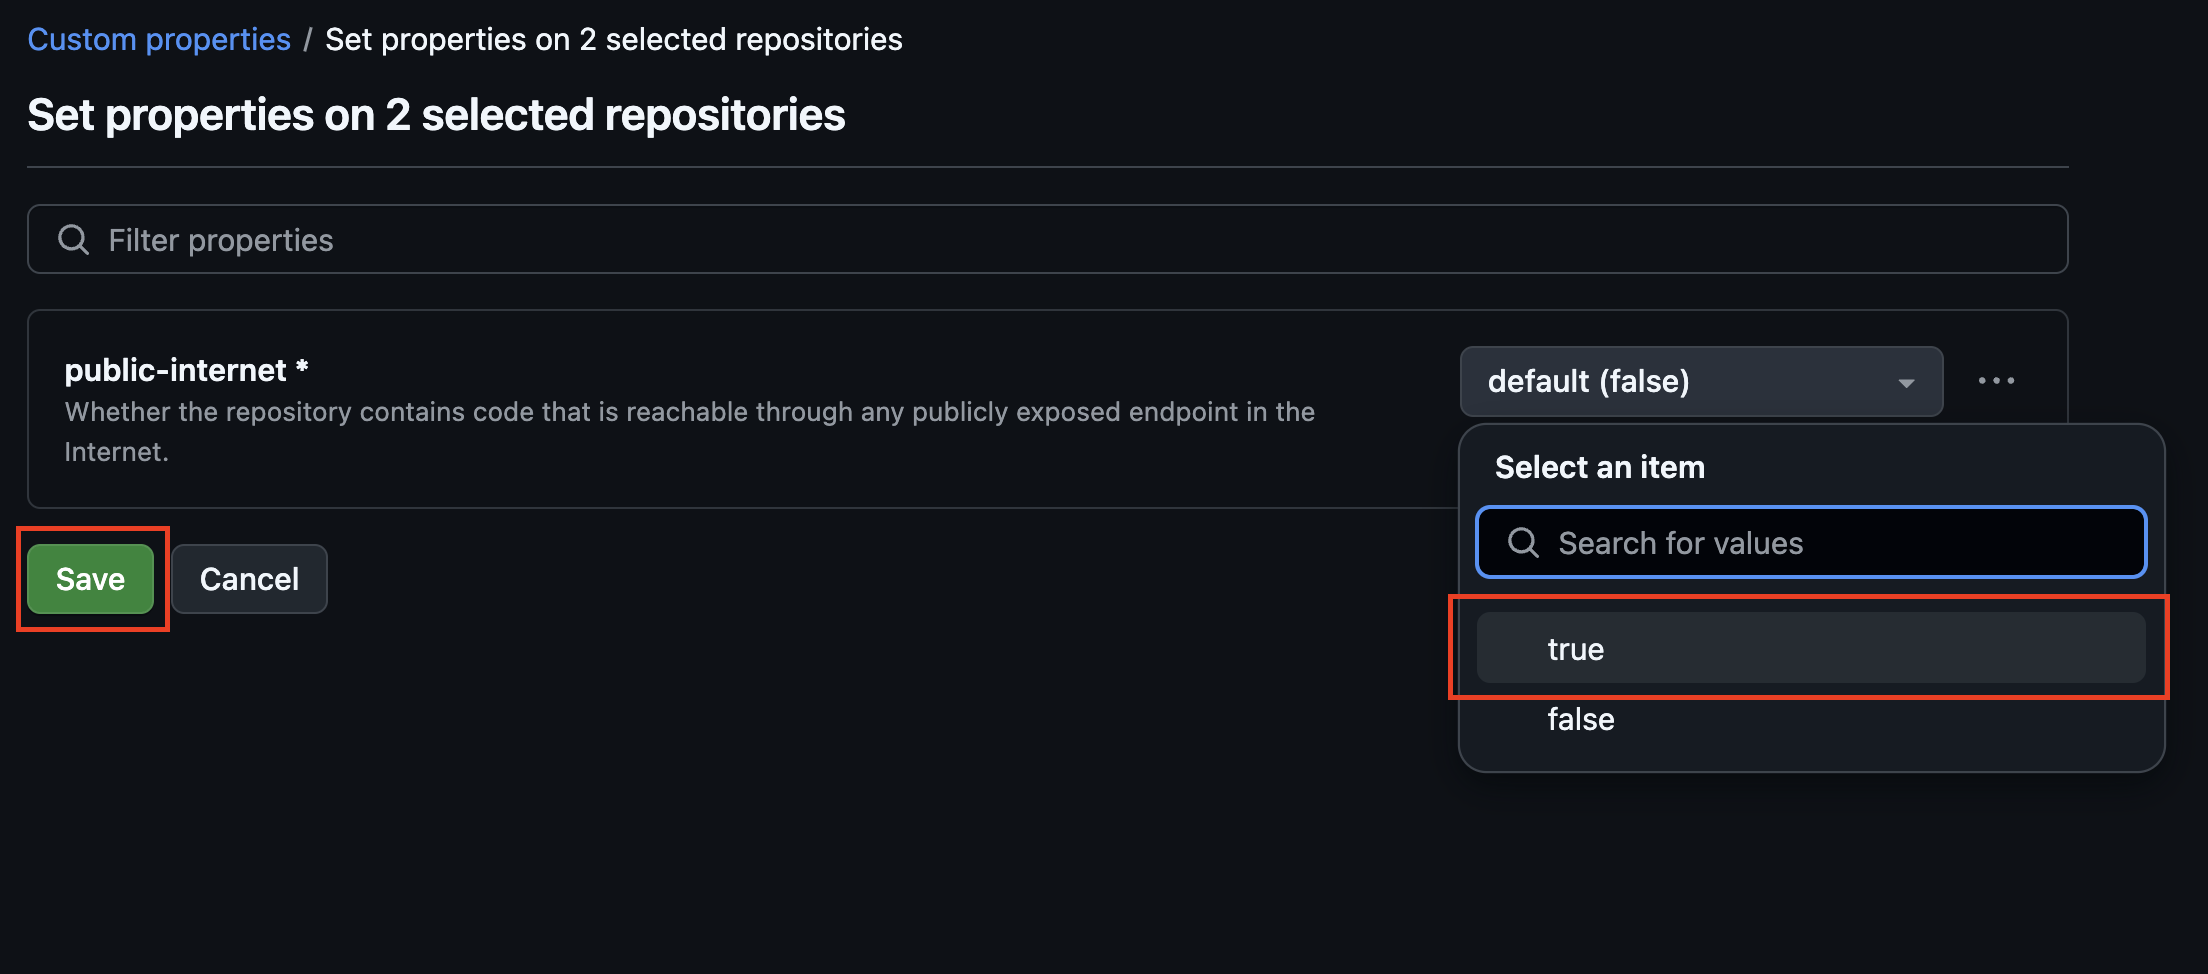 Custom properties / Set properties on 2 selected repositories
Set properties on 2 selected repositories
Filter properties
public-internet *
Whether the repository contains code that is reachable through any publicly exposed endpoint in the
Internet.
default (false)
Select an item
Search for values
true
false
Save
Cancel